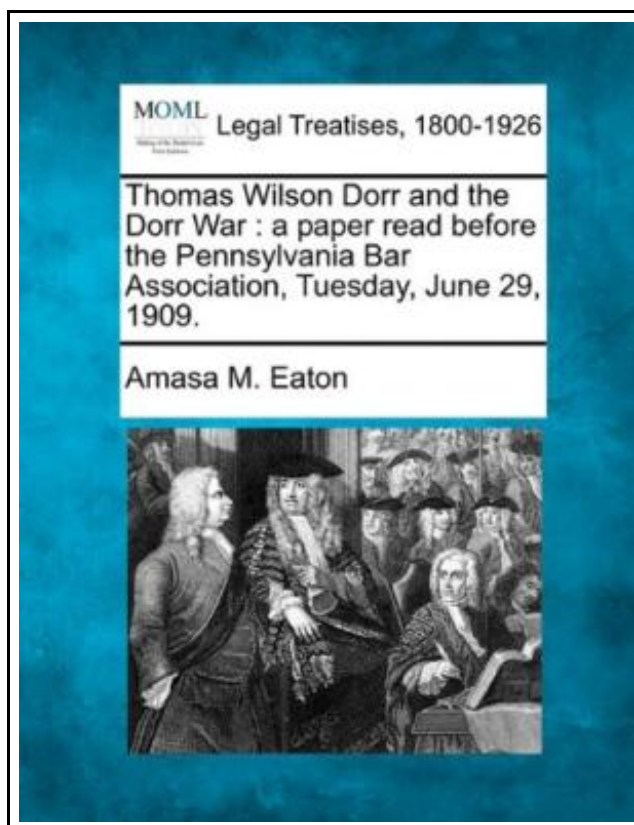 MOML
Legal Treatises, 1800-1926
Thomas Wilson Dorr and the
Dorr War : a paper read before
the Pennsylvania Bar
Association, Tuesday, June 29,
1909.
Amasa M. Eaton